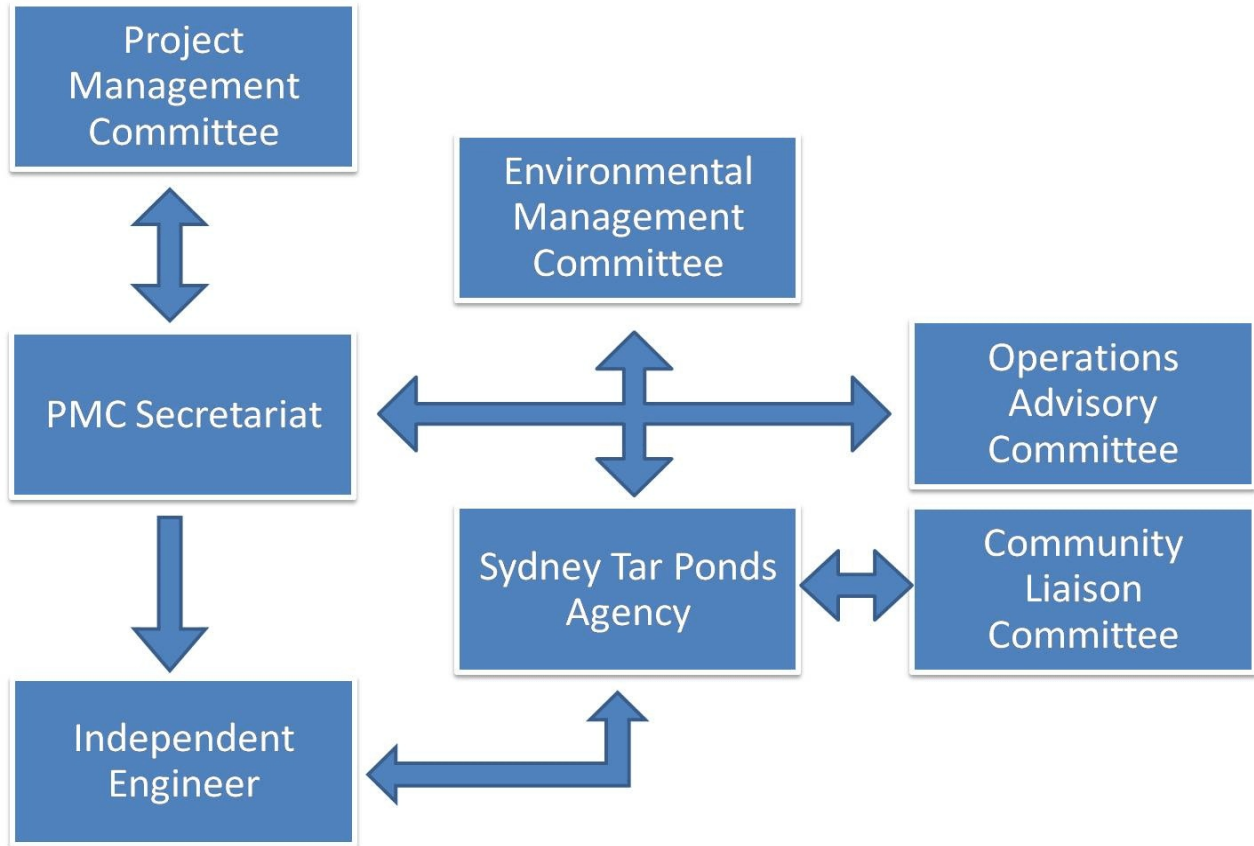 Project
Management
Committee
Environmental
Management
Committee
PMC Secretariat
Operations
Advisory
Committee
Sydney Tar Ponds
Agency
Community
Liaison
Committee
Independent
Engineer